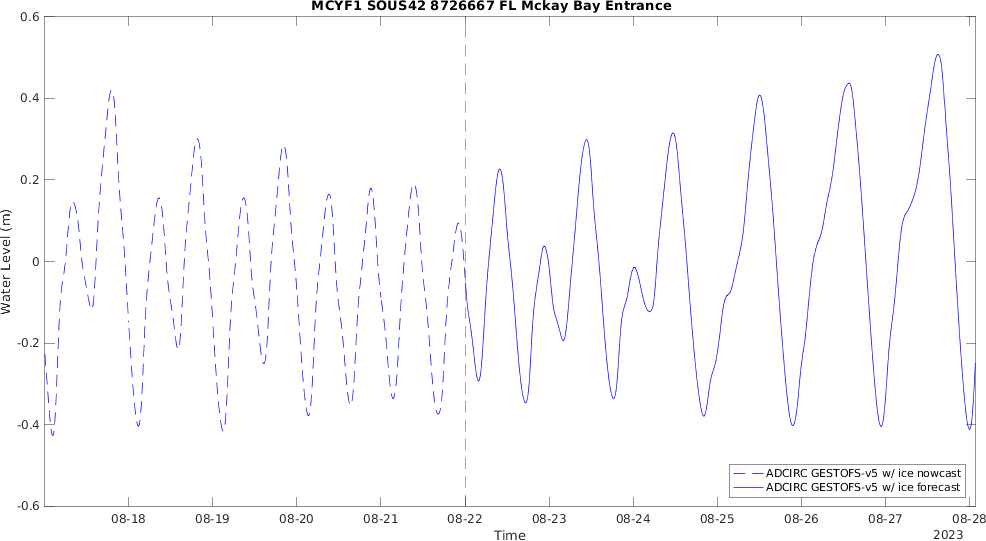 MCYF1 SOUS42 8726667 FL Mckay Bay Entrance
0.6
0.4
0.2
0
-0.2
-0.4
-0.6
Water Level (m)
08-18 08-19 08-20 08-21 08-22 08-23 08-24 08-25 08-26 08-27 08-28
Time
2023
ADCIRC GESTOFS-v5 w/ ice nowcast
ADCIRC GESTOFS-v5 w/ ice forecast